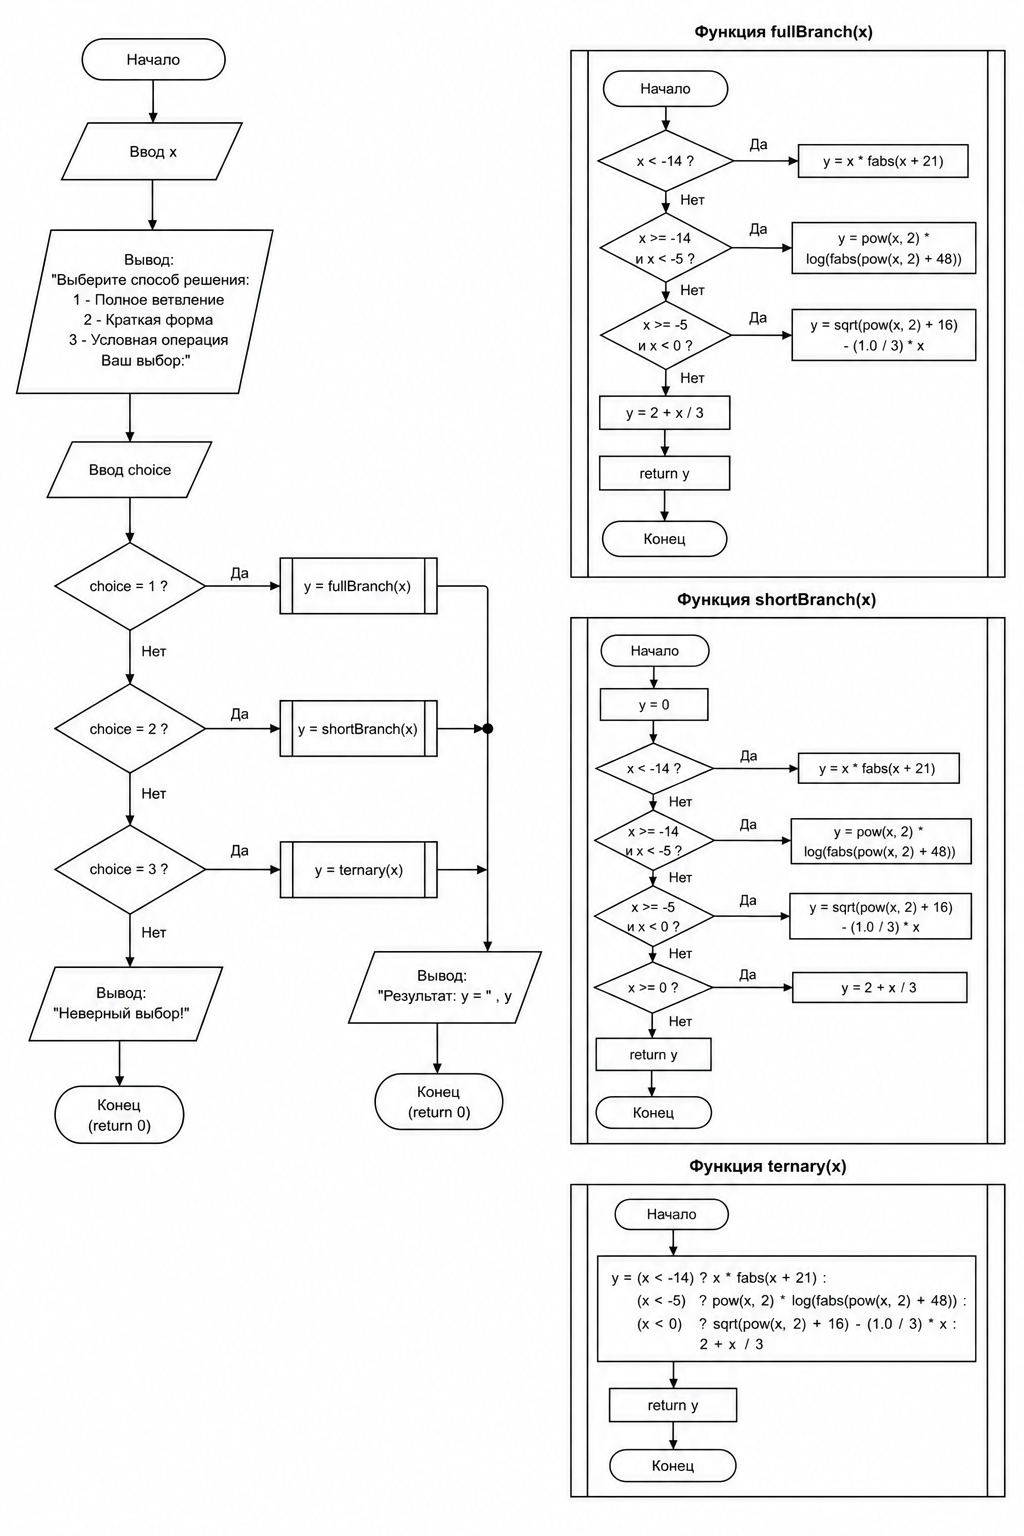 Начало
Ввод x
Вывод:
"Выберите способ решения:
1 - Полное ветвление
2 - Краткая форма
3 - Условная операция
Ваш выбор:"
Ввод choice
choice = 1 ?
Да
y = fullBranch(x)
Нет
choice = 2 ?
Да
y = shortBranch(x)
Нет
choice = 3 ?
Да
y = ternary(x)
Нет
Вывод:
"Неверный выбор!"
Конец
(return 0)
Вывод:
"Результат: y = " , y
Конец
(return 0)
Функция fullBranch(x)
Начало
x < -14 ?
Да
y = x * fabs(x + 21)
Нет
x >= -14
и x < -5 ?
Да
y = pow(x, 2) *
log(fabs(pow(x, 2) + 48))
Нет
x >= -5
и x < 0 ?
Да
y = sqrt(pow(x, 2) + 16)
- (1.0 / 3) * x
Нет
y = 2 + x / 3
return y
Конец
Функция shortBranch(x)
Начало
y = 0
x < -14 ?
Да
y = x * fabs(x + 21)
Нет
x >= -14
и x < -5 ?
Да
y = pow(x, 2) *
log(fabs(pow(x, 2) + 48))
Нет
x >= -5
и x < 0 ?
Да
y = sqrt(pow(x, 2) + 16)
- (1.0 / 3) * x
Нет
x >= 0 ?
Да
y = 2 + x / 3
Нет
return y
Конец
Функция ternary(x)
Начало
y = (x < -14) ? x * fabs(x + 21) :
(x < -5) ? pow(x, 2) * log(fabs(pow(x, 2) + 48)) :
(x < 0) ? sqrt(pow(x, 2) + 16) - (1.0 / 3) * x :
2 + x / 3
return y
Конец